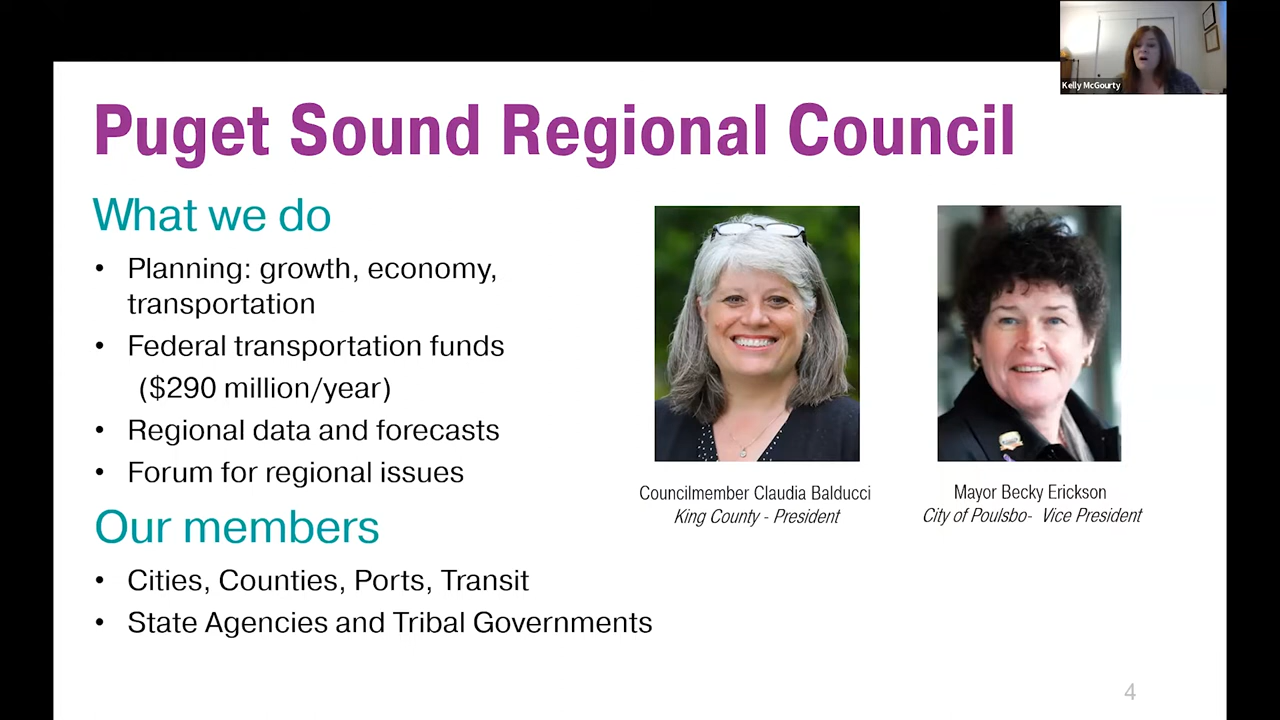 Kelly McGourty
Puget Sound Regional Council
What we do
• Planning: growth, economy,
transportation
• Federal transportation funds
($290 million/year)
• Regional data and forecasts
• Forum for regional issues
Our members
• Cities, Counties, Ports, Transit
• State Agencies and Tribal Governments
Councilmember Claudia Balducci
King County - President
Mayor Becky Erickson
City of Poulsbo- Vice President
4